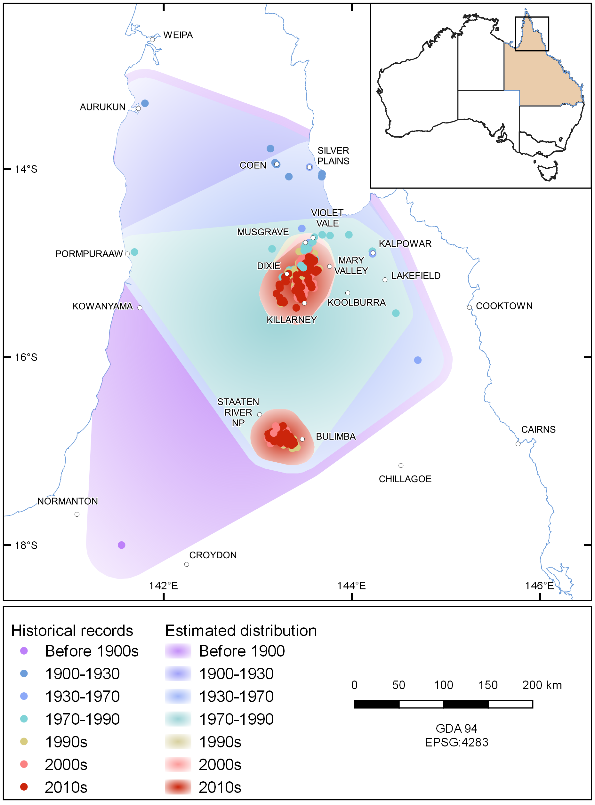 WEIPA
AURUKUN
SILVER
PLAINS
COEN
14°S
VIOLET
VALE
MUSGRAVE
KALPOWAR
PORMPURAAW
DIXIE
MARY
VALLEY
LAKEFIELD
KOWANYAMA
KOOLBURRA
COOKTOWN
KILLARNEY
16°S
STAATEN
RIVER
NP
BULIMBA
CAIRNS
CHILLAGOE
NORMANTON
18°S
CROYDON
142°E
144°E
146°E
Historical records
Before 1900s
1900-1930
1930-1970
1970-1990
1990s
2000s
2010s
Estimated distribution
Before 1900
1900-1930
1930-1970
1970-1990
1990s
2000s
2010s
0 50 100 150 200 km
GDA 94
EPSG:4283